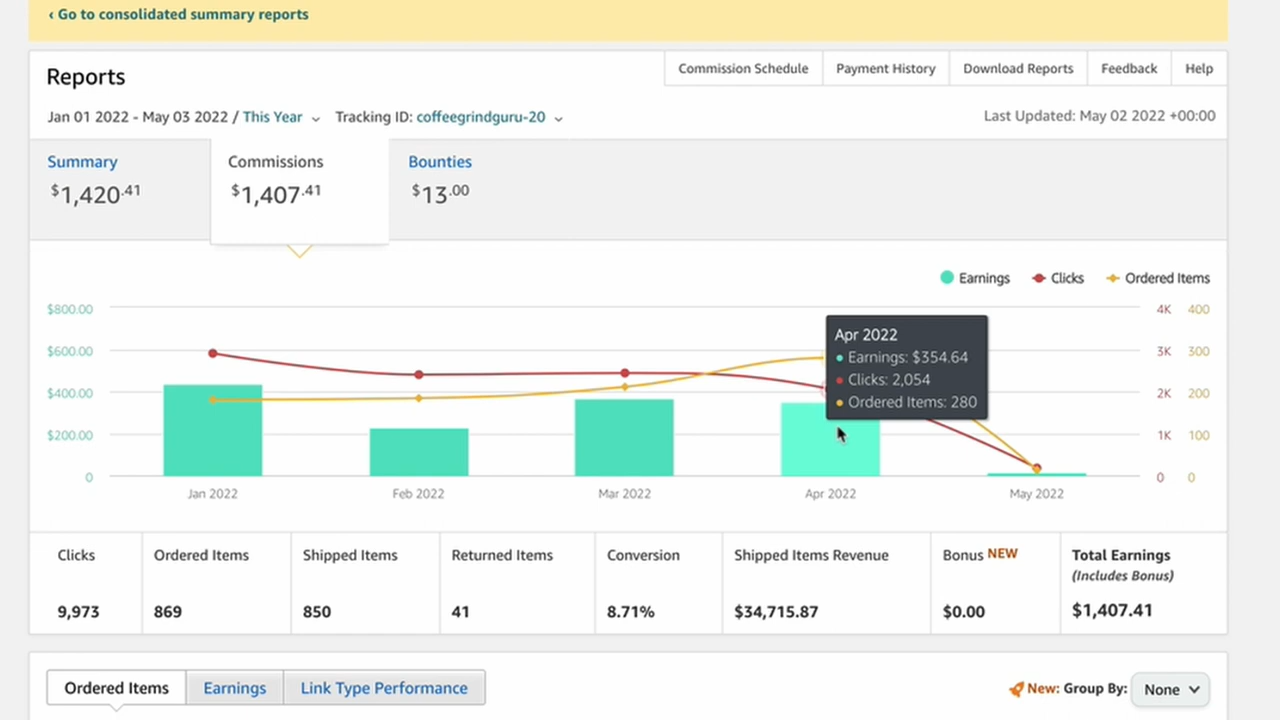 ‹ Go to consolidated summary reports
Reports
Commission Schedule
Payment History
Download Reports
Feedback
Help
Jan 01 2022 - May 03 2022 / This Year
Tracking ID: coffeegrindguru-20
Last Updated: May 02 2022 +00:00
Summary
$1,420.41
Commissions
$1,407.41
Bounties
$13.00
Earnings
Clicks
Ordered Items
$800.00
$600.00
$400.00
$200.00
0
4K
400
3K
300
2K
200
1K
100
0
0
Apr 2022
Earnings: $354.64
Clicks: 2,054
Ordered Items: 280
Jan 2022
Feb 2022
Mar 2022
Apr 2022
May 2022
Clicks
9,973
Ordered Items
869
Shipped Items
850
Returned Items
41
Conversion
8.71%
Shipped Items Revenue
$34,715.87
Bonus NEW
$0.00
Total Earnings
(Includes Bonus)
$1,407.41
Ordered Items
Earnings
Link Type Performance
New: Group By:
None